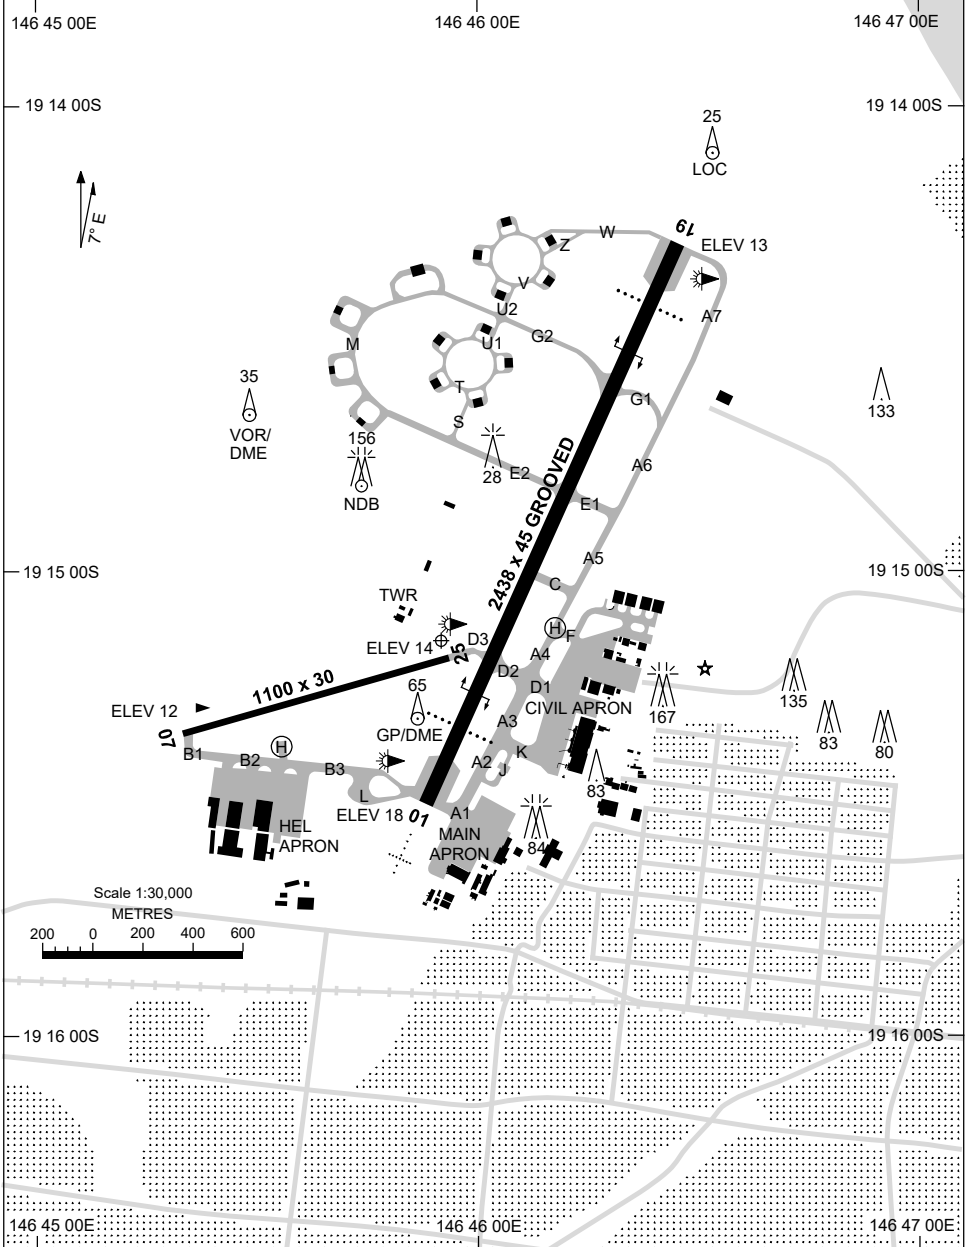 146 45 00E
146 46 00E
146 47 00E
19 14 00S
19 14 00S
25
LOC
7° E
19
ELEV 13
W
Z
V
U2
A7
G2
U1
M
T
G1
35
VOR/
DME
S
133
156
NDB
28
E2
A6
2438 x 45 GROOVED
E1
19 15 00S
19 15 00S
A5
C
TWR
H
F
D3
ELEV 14
25
A4
D2
1100 x 30
65
D1
CIVIL APRON
167
135
ELEV 12
07
GP/DME
A3
83
80
B1
B2
H
B3
K
A2
J
L
83
ELEV 18
01
A1
HEL
APRON
MAIN
APRON
84
Scale 1:30,000
METRES
200 0 200 400 600
19 16 00S
19 16 00S
146 45 00E
146 46 00E
146 47 00E